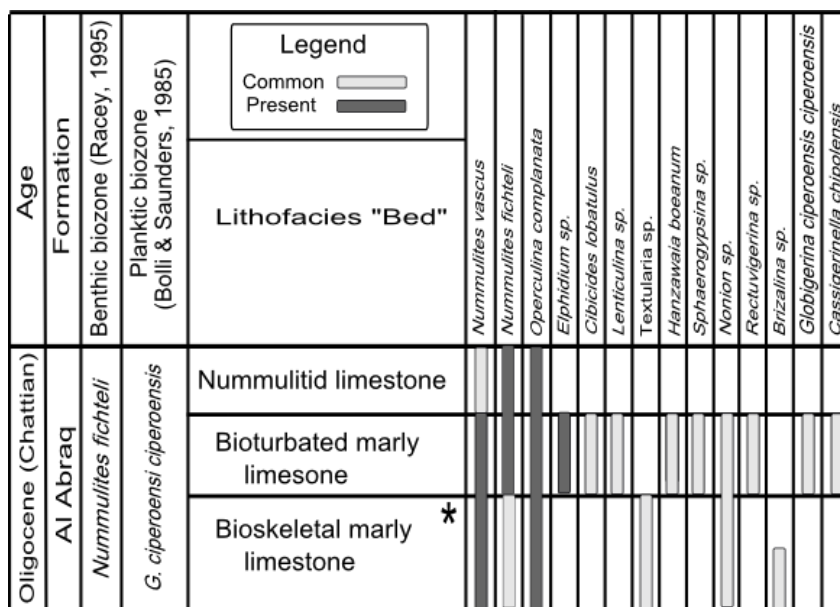 Age
Formation
Benthic biozone (Racey, 1995)
Planktic biozone
(Bolli & Saunders, 1985)
Legend
Common
Present
Lithofacies "Bed"
Nummulites vascus
Nummulites fichteli
Operculina complanata
Elphidium sp.
Cibicides lobatulus
Lenticulina sp.
Textularia sp.
Hanzawaia boeanum
Sphaerogypsina sp.
Nonion sp.
Rectuvigerina sp.
Brizalina sp.
Globigerina ciperoensis ciperoensis
Cassigerinella chipolensis
Oligocene (Chattian)
Al Abraq
Nummulites fichteli
G. ciperoensi ciperoensis
Nummulitid limestone
Bioturbated marly
limesone
Bioskeletal marly *
limestone